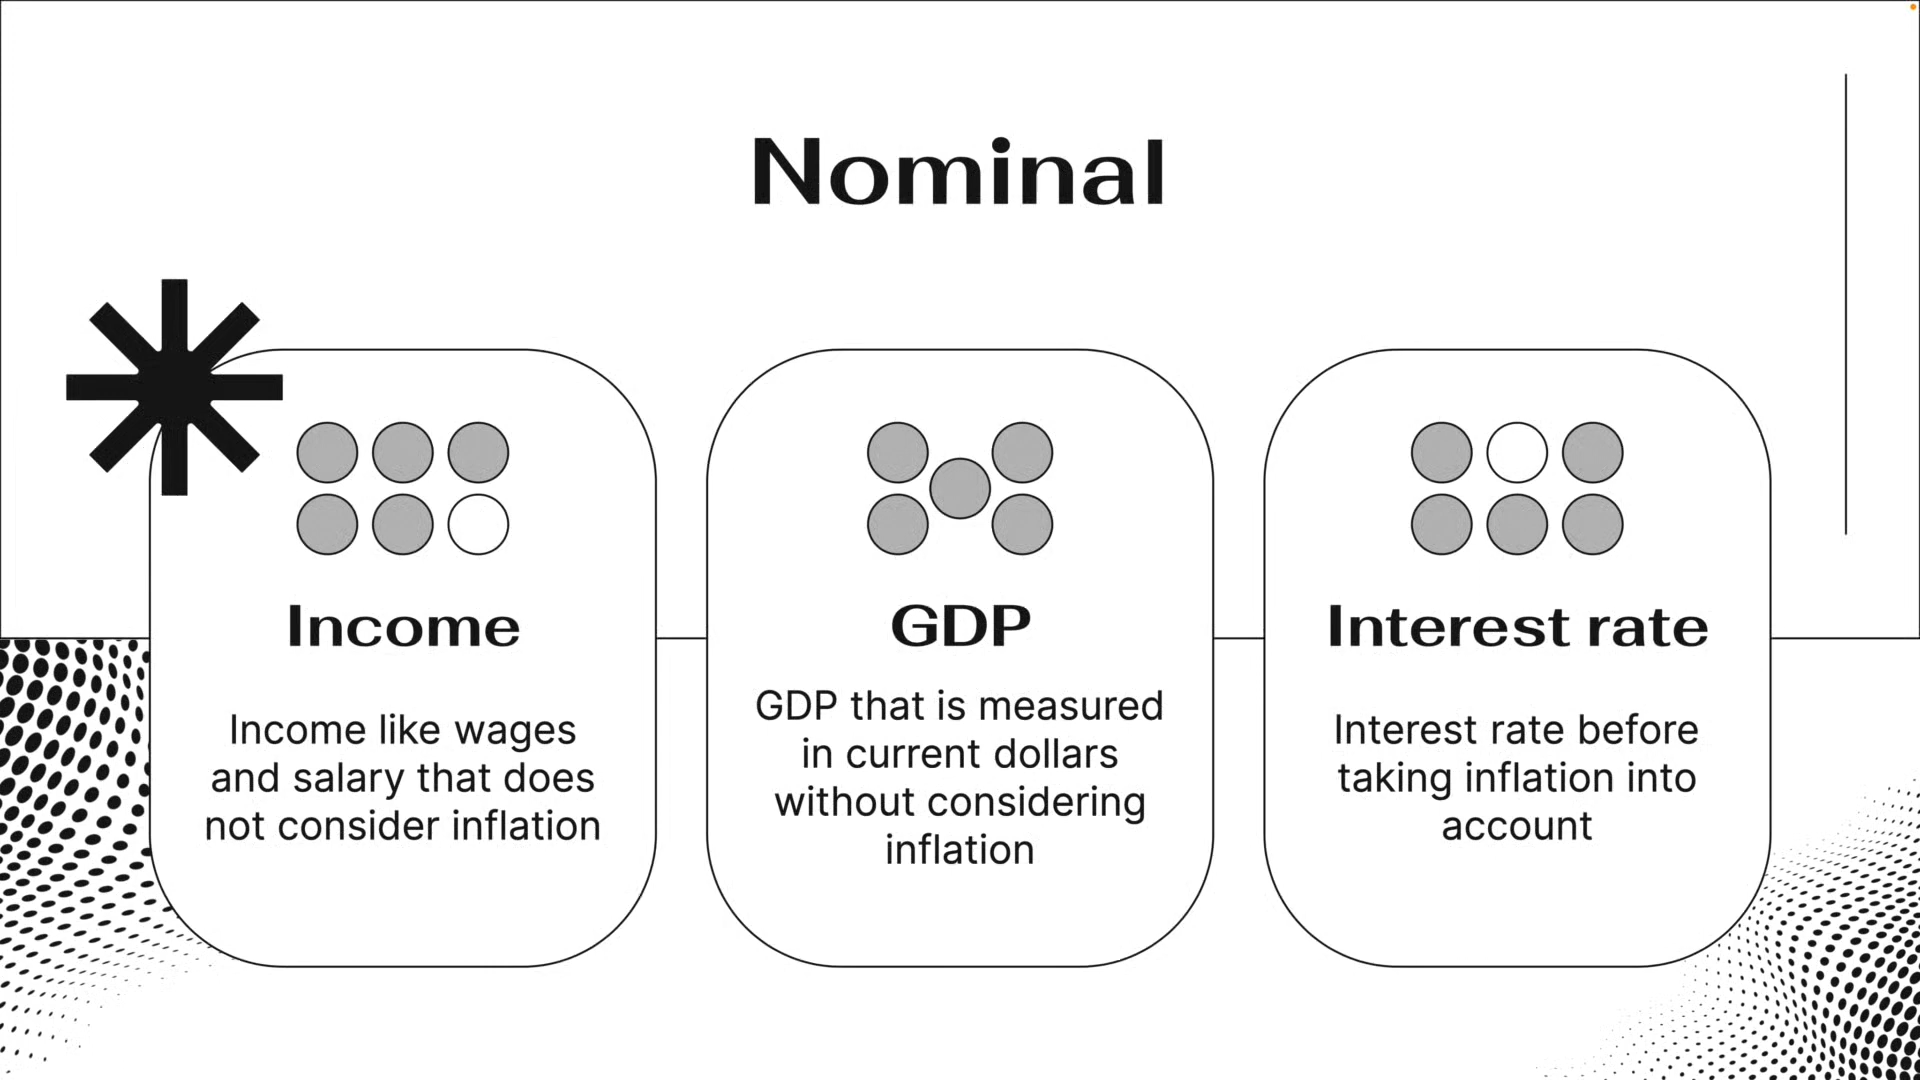 Nominal
Income
Income like wages
and salary that does
not consider inflation
GDP
GDP that is measured
in current dollars
without considering
inflation
Interest rate
Interest rate before
taking inflation into
account